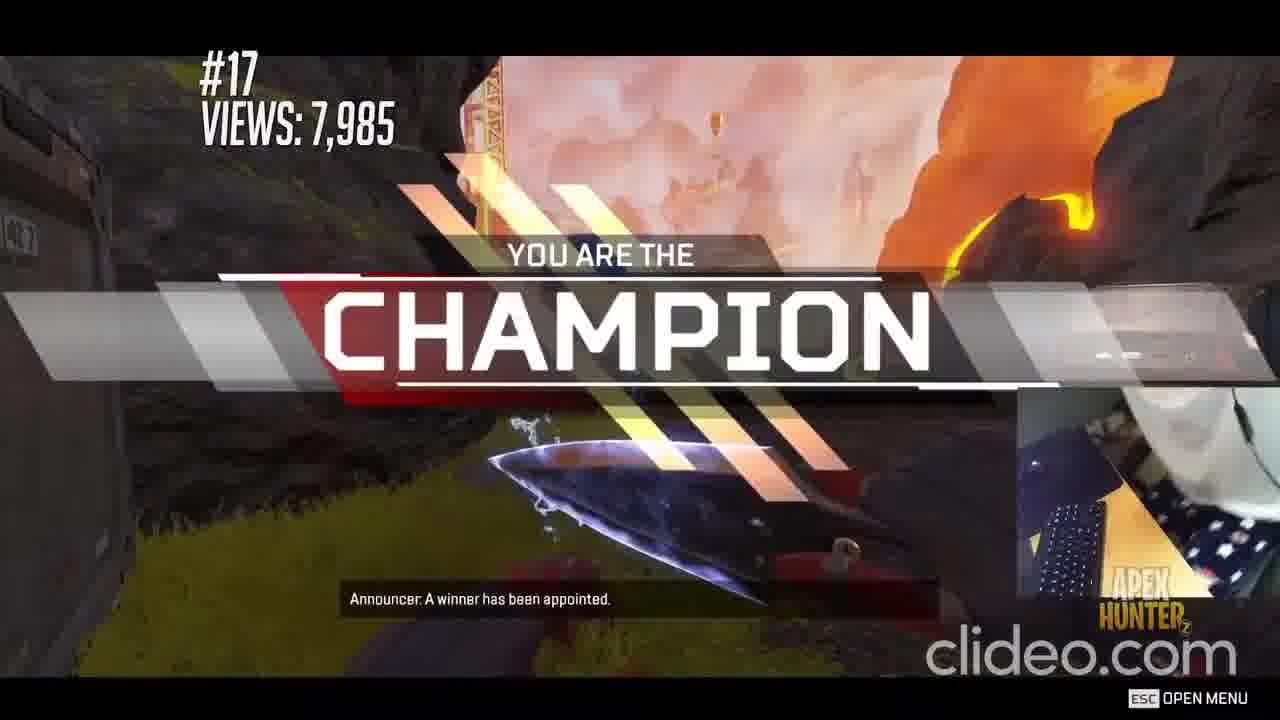 #17
VIEWS: 7,985
YOU ARE THE
CHAMPION
Announcer: A winner has been appointed.
APEX
HUNTERZ
clideo.com
ESC OPEN MENU